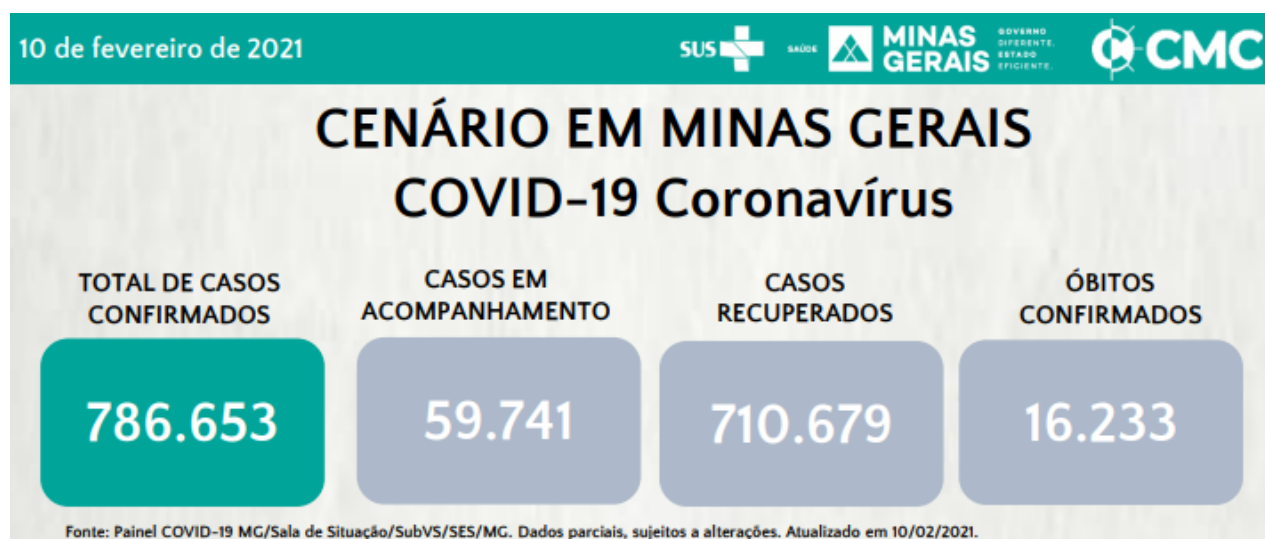 10 de fevereiro de 2021
SUS
SAÚDE
MINAS GERAIS
GOVERNO
DIFERENTE.
ESTADO
EFICIENTE.
CMC
CENÁRIO EM MINAS GERAIS
COVID-19 Coronavírus
TOTAL DE CASOS
CONFIRMADOS
786.653
CASOS EM
ACOMPANHAMENTO
59.741
CASOS
RECUPERADOS
710.679
ÓBITOS
CONFIRMADOS
16.233
Fonte: Painel COVID-19 MG/Sala de Situação/SubVS/SES/MG. Dados parciais, sujeitos a alterações. Atualizado em 10/02/2021.